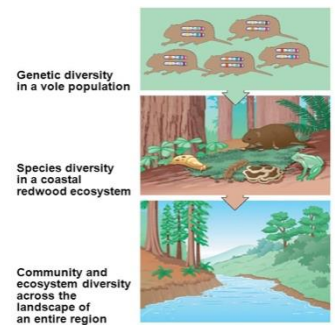 Genetic diversity
in a vole population
Species diversity
in a coastal
redwood ecosystem
Community and
ecosystem diversity
across the
landscape of
an entire region